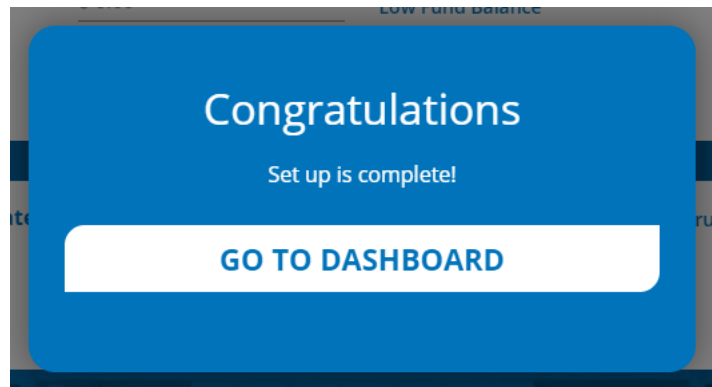 Low Fund Balance
Congratulations
Set up is complete!
GO TO DASHBOARD